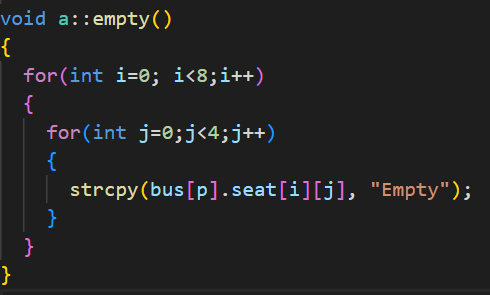 void a::empty()
{
  for(int i=0; i<8;i++)
  {
    for(int j=0;j<4;j++)
    {
      strcpy(bus[p].seat[i][j], "Empty");
    }
  }
}